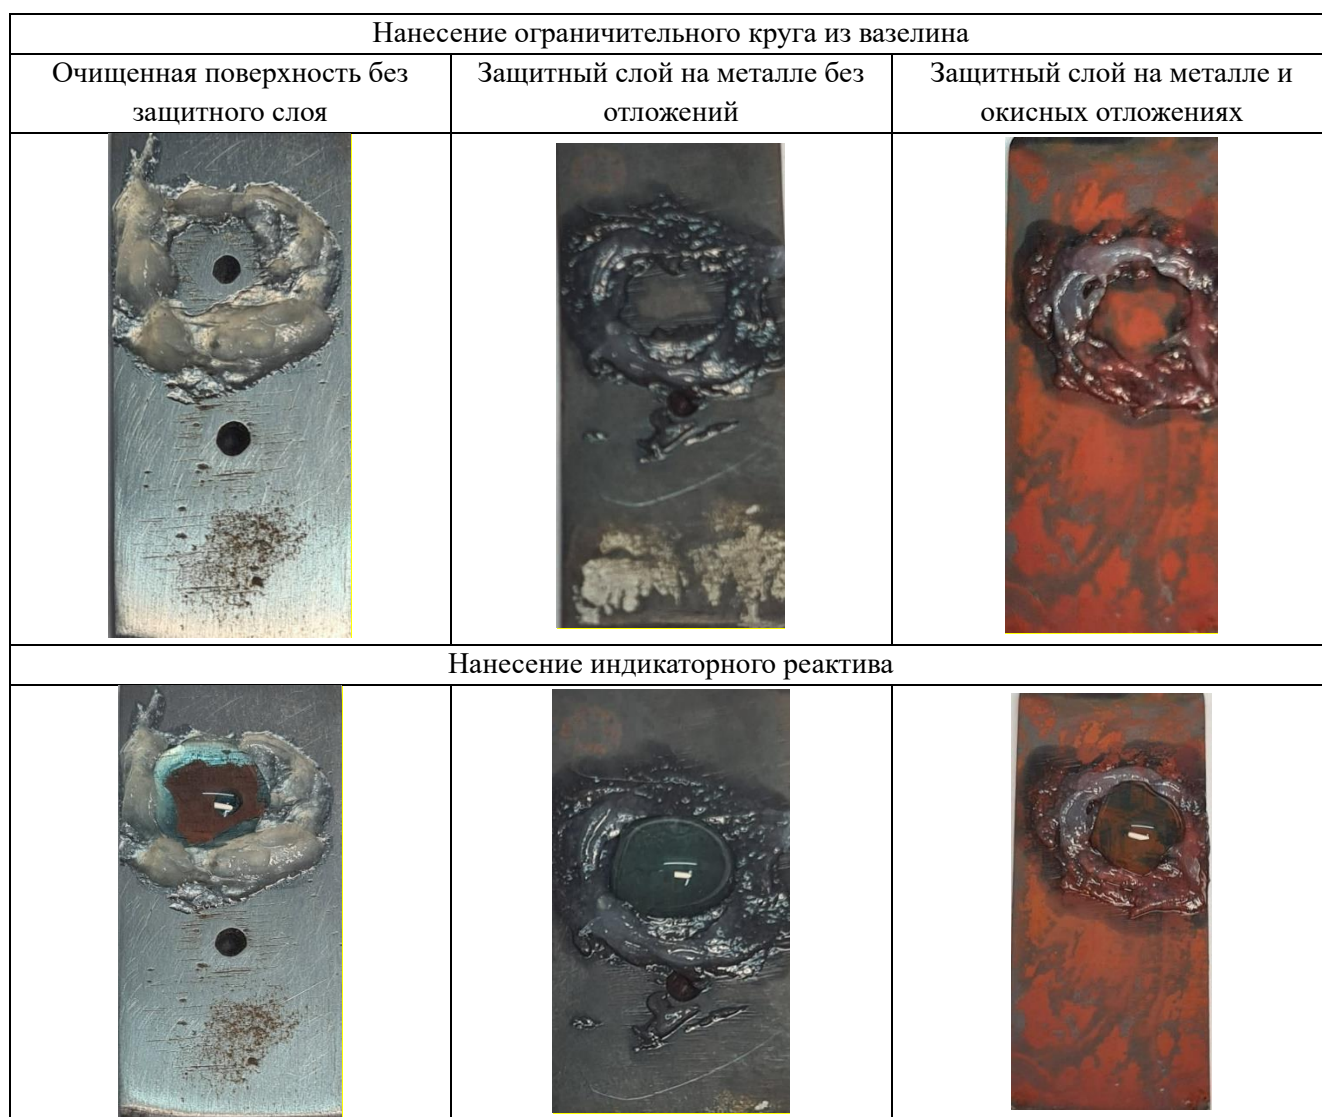 Нанесение ограничительного круга из вазелина
Очищенная поверхность без
защитного слоя
Защитный слой на металле без
отложений
Защитный слой на металле и
окисных отложениях
Нанесение индикаторного реактива